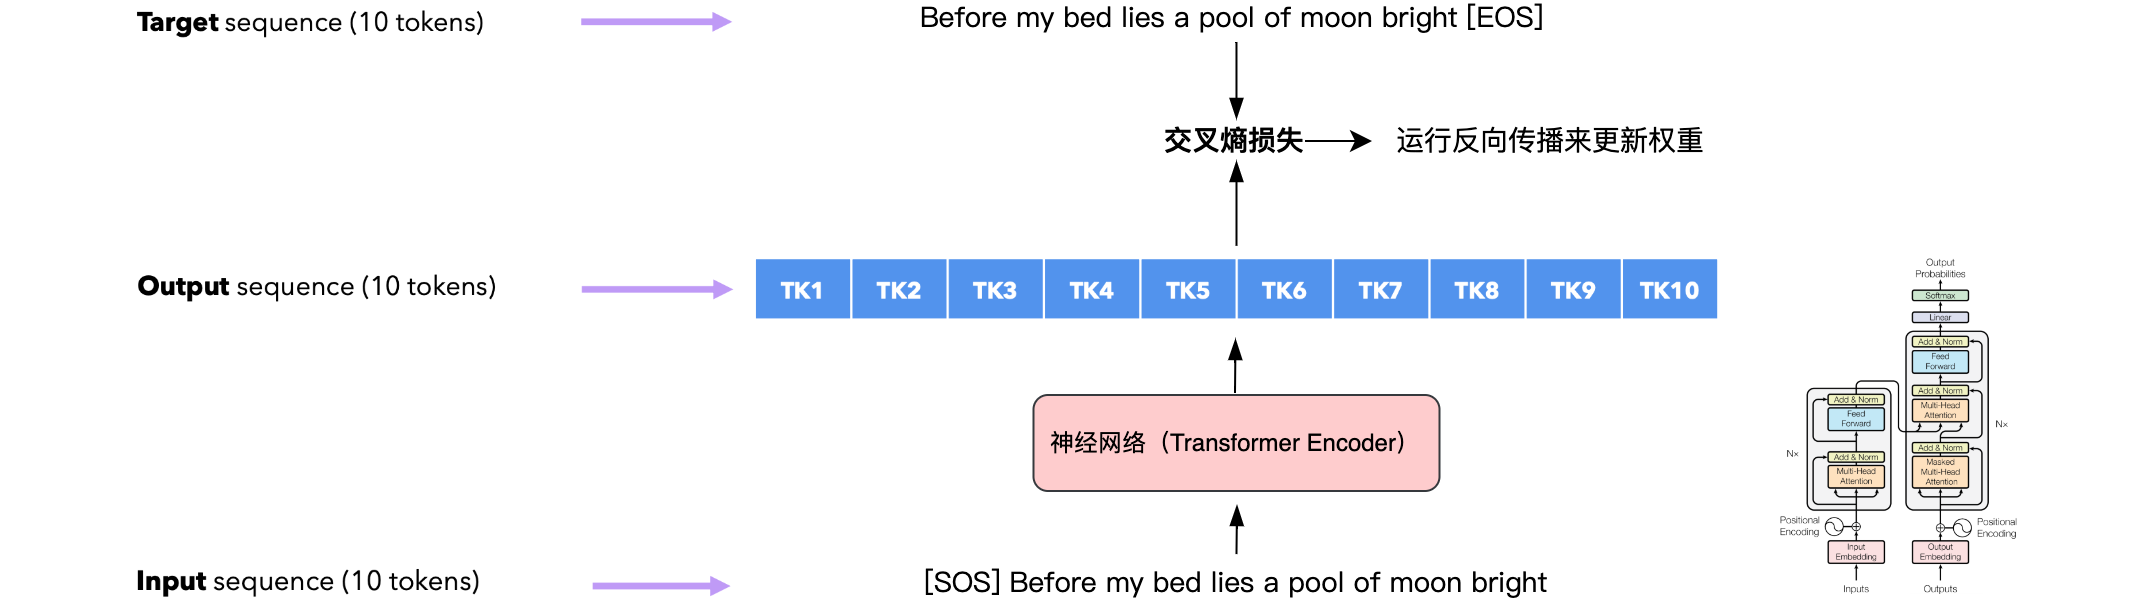 Target sequence (10 tokens)
Before my bed lies a pool of moon bright [EOS]
交叉熵损失
运行反向传播来更新权重
Output sequence (10 tokens)
TK1 TK2 TK3 TK4 TK5 TK6 TK7 TK8 TK9 TK10
神经网络（Transformer Encoder）
Input sequence (10 tokens)
[SOS] Before my bed lies a pool of moon bright
Output
Probabilities
Softmax
Linear
Add & Norm
Feed
Forward
Add & Norm
Multi-Head
Attention
Add & Norm
Masked
Multi-Head
Attention
N×
Positional
Encoding
Output
Embedding
Outputs
Add & Norm
Feed
Forward
Add & Norm
Multi-Head
Attention
N×
Positional
Encoding
Input
Embedding
Inputs